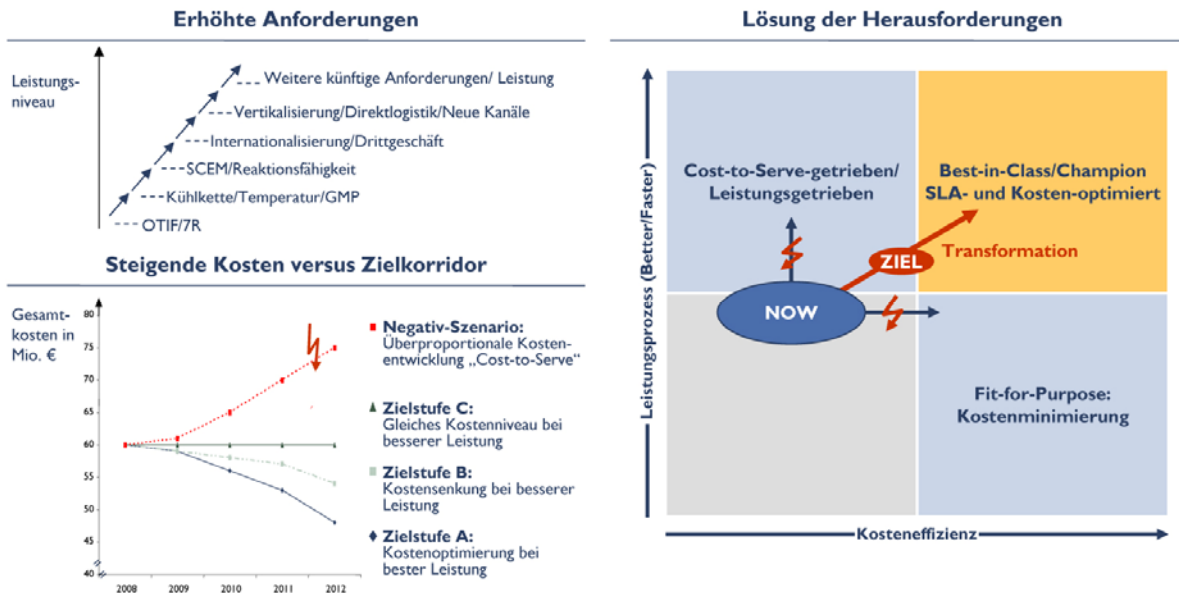 Erhöhte Anforderungen
Leistungs-
niveau
Weitere künftige Anforderungen/ Leistung
Vertikalisierung/Direktlogistik/Neue Kanäle
Internationalisierung/Drittgeschäft
SCEM/Reaktionsfähigkeit
Kühlkette/Temperatur/GMP
OTIF/7R
Steigende Kosten versus Zielkorridor
Gesamt-
kosten in
Mio. €
80
75
70
65
60
55
50
45
40
2008 2009 2010 2011 2012
Negativ-Szenario:
Überproportionale Kosten-
entwicklung „Cost-to-Serve“
Zielstufe C:
Gleiches Kostenniveau bei
besserer Leistung
Zielstufe B:
Kostensenkung bei besserer
Leistung
Zielstufe A:
Kostenoptimierung bei
bester Leistung
Lösung der Herausforderungen
Leistungsprozess (Better/Faster)
Cost-to-Serve-getrieben/
Leistungsgetrieben
Best-in-Class/Champion
SLA- und Kosten-optimiert
ZIEL
Transformation
NOW
Fit-for-Purpose:
Kostenminimierung
Kosteneffizienz